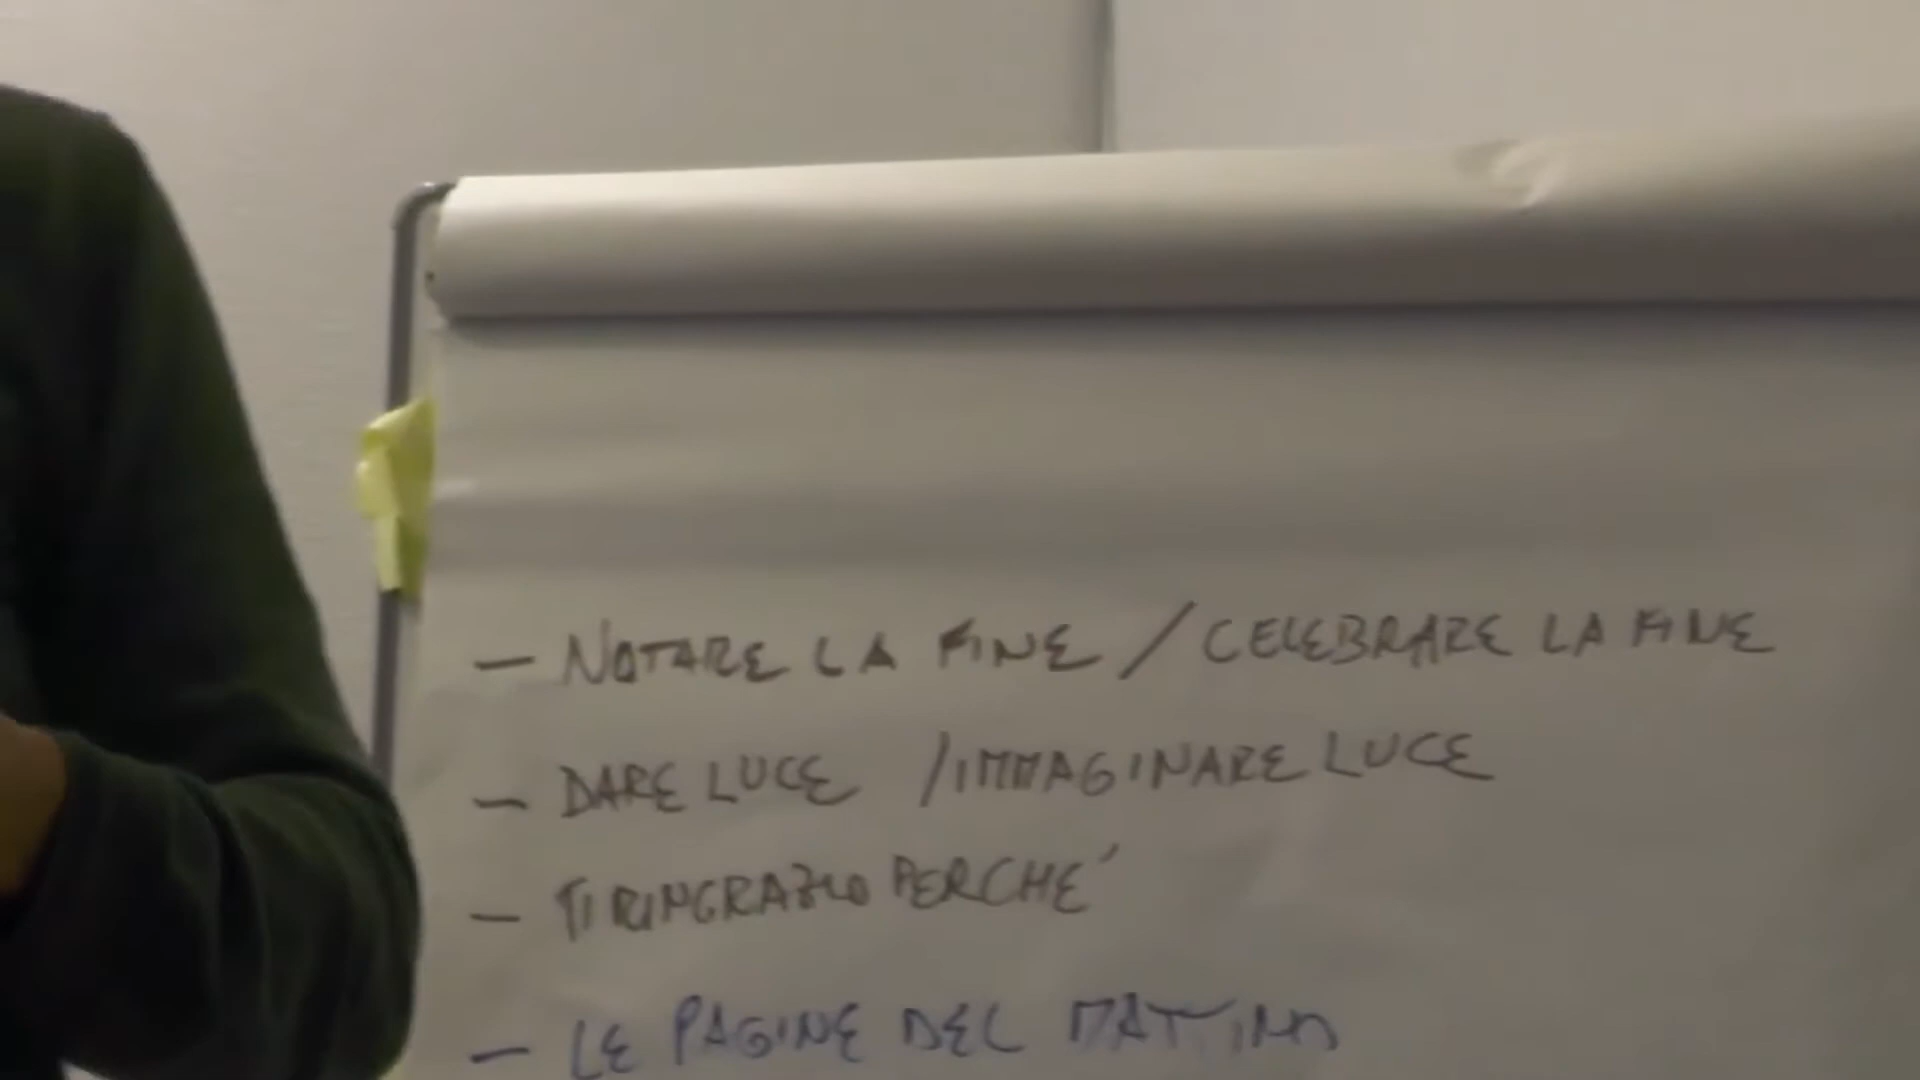 - NOTARE LA FINE / CELEBRARE LA FINE
- DARE LUCE / IMMAGINARE LUCE
- TI RINGRAZIO PERCHE'
- LE PAGINE DEL MATTINO